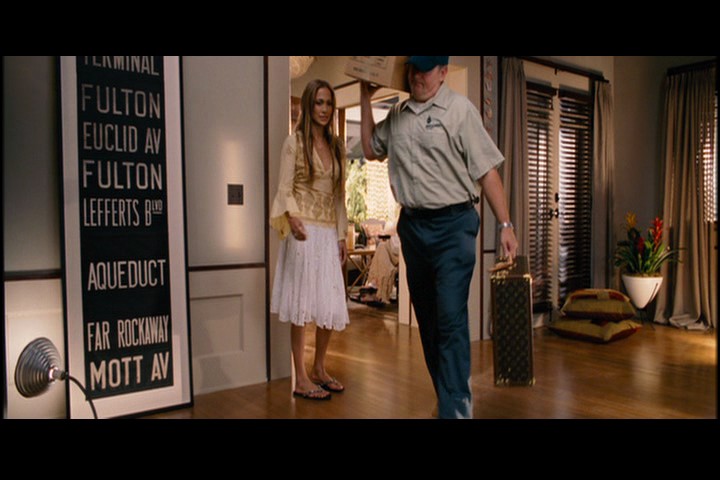 TERMINAL
FULTON
EUCLID AV
FULTON
LEFFERTS BLVD
AQUEDUCT
FAR ROCKAWAY
MOTT AV